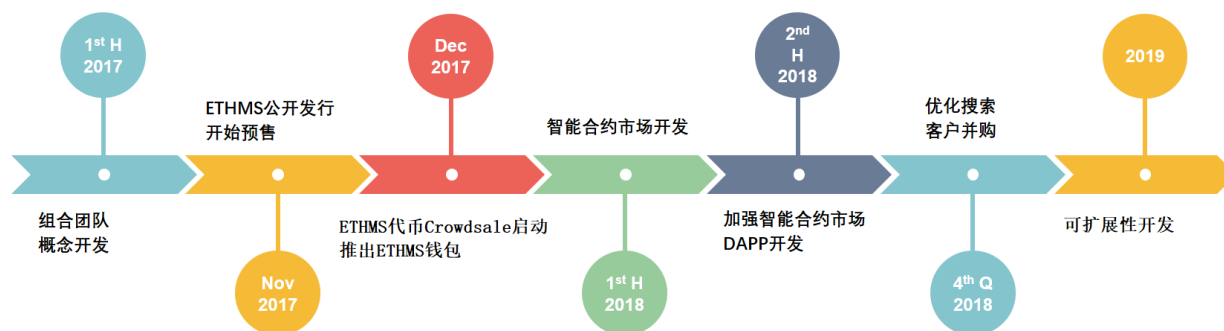 1st H
2017
组合团队
概念开发
ETHMS公开发行
开始预售
Nov
2017
Dec
2017
ETHMS代币Crowdsale启动
推出ETHMS钱包
智能合约市场开发
1st H
2018
2nd
H
2018
加强智能合约市场
DAPP开发
优化搜索
客户并购
4th Q
2018
2019
可扩展性开发